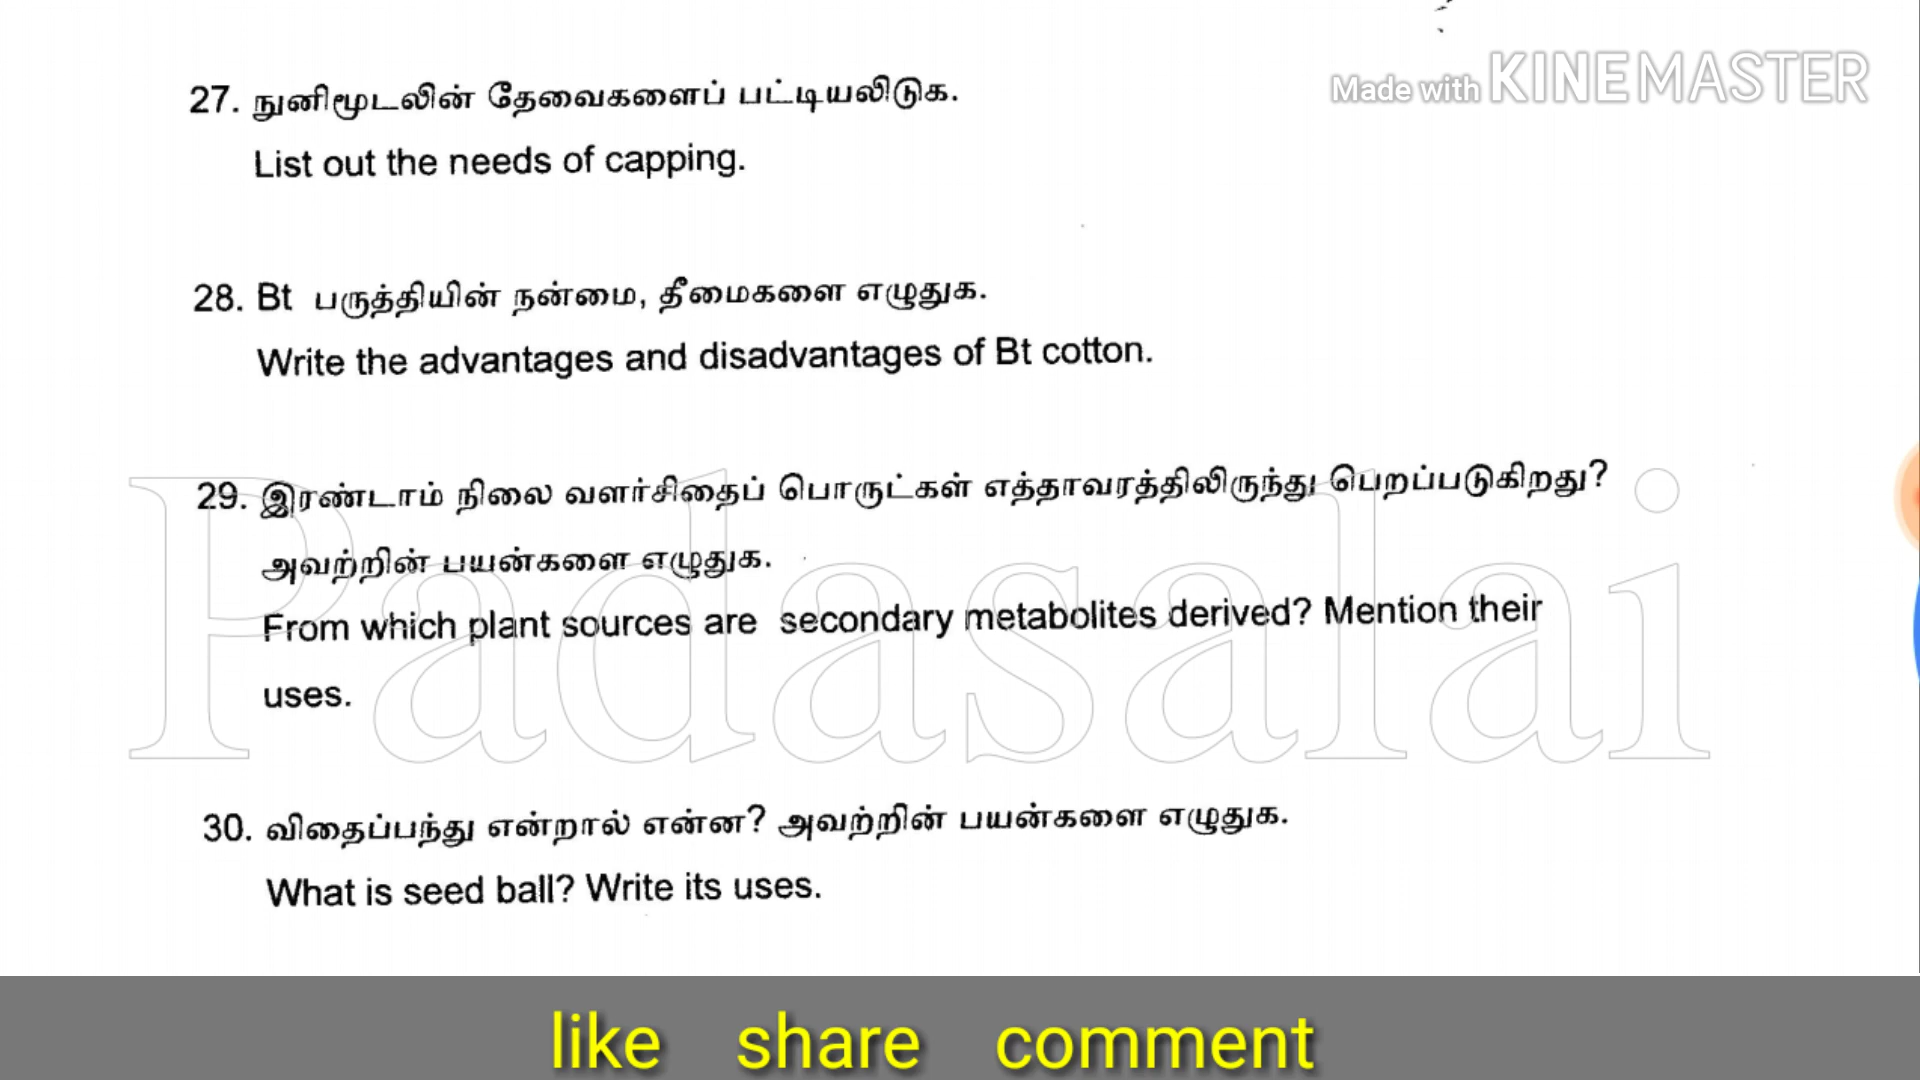 Made with KINEMASTER
27. நுனிமூடலின் தேவைகளைப் பட்டியலிடுக.
List out the needs of capping.
28. Bt பருத்தியின் நன்மை, தீமைகளை எழுதுக.
Write the advantages and disadvantages of Bt cotton.
29. இரண்டாம் நிலை வளர்சிதைப் பொருட்கள் எத்தாவரத்திலிருந்து பெறப்படுகிறது?
அவற்றின் பயன்களை எழுதுக.
From which plant sources are secondary metabolites derived? Mention their
uses.
Padasalai
30. விதைப்பந்து என்றால் என்ன? அவற்றின் பயன்களை எழுதுக.
What is seed ball? Write its uses.
like share comment